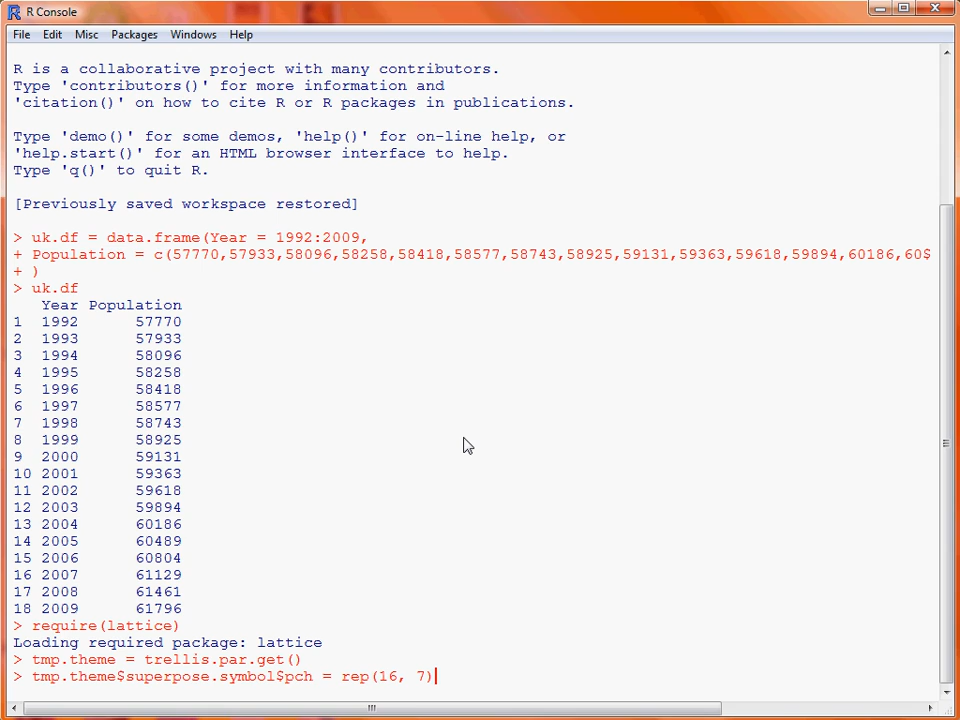 R Console
File Edit Misc Packages Windows Help
R is a collaborative project with many contributors.
Type 'contributors()' for more information and
'citation()' on how to cite R or R packages in publications.
Type 'demo()' for some demos, 'help()' for on-line help, or
'help.start()' for an HTML browser interface to help.
Type 'q()' to quit R.
[Previously saved workspace restored]
> uk.df = data.frame(Year = 1992:2009,
+ Population = c(57770,57933,58096,58258,58418,58577,58743,58925,59131,59363,59618,59894,60186,60$
+ )
> uk.df
Year Population
1 1992 57770
2 1993 57933
3 1994 58096
4 1995 58258
5 1996 58418
6 1997 58577
7 1998 58743
8 1999 58925
9 2000 59131
10 2001 59363
11 2002 59618
12 2003 59894
13 2004 60186
14 2005 60489
15 2006 60804
16 2007 61129
17 2008 61461
18 2009 61796
> require(lattice)
Loading required package: lattice
> tmp.theme = trellis.par.get()
> tmp.theme$superpose.symbol$pch = rep(16, 7)